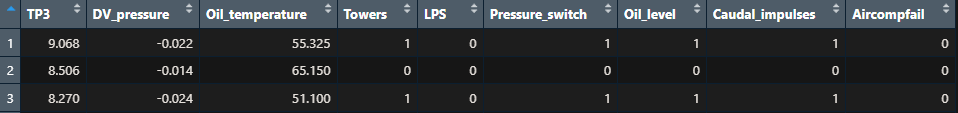 TP3 DV_pressure Oil_temperature Towers LPS Pressure_switch Oil_level Caudal_impulses Aircompfail
1 9.068 -0.022 55.325 1 0 1 1 1 0
2 8.506 -0.014 65.150 0 0 0 0 0 0
3 8.270 -0.024 51.100 1 0 1 1 1 0